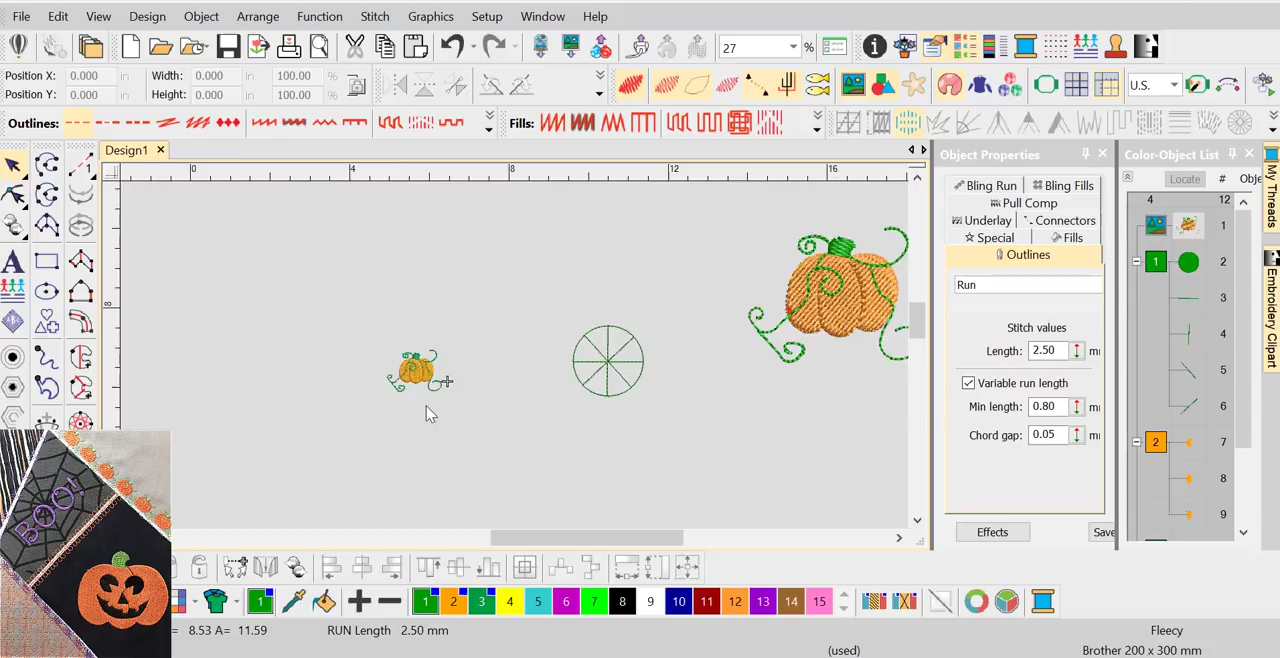 File Edit View Design Object Arrange Function Stitch Graphics Setup Window Help
27 %
Position X: 0.000 in Width: 0.000 in 100.00 %
Position Y: 0.000 in Height: 0.000 in 100.00 %
U.S.
Outlines:
Fills:
Design1
Object Properties
Color-Object List
0 4 8 12 16
8
Bling Run Bling Fills
Pull Comp
Underlay Connectors
Special Fills
Outlines
Run
Stitch values
Length: 2.50 m
Variable run length
Min length: 0.80 m
Chord gap: 0.05 m
Effects
Save
Locate # Obje
4 12
1
1 2
3
4
5
6
2 7
8
9
My Threads
Embroidery Clipart
BOO!
1 1 2 3 4 5 6 7 8 9 10 11 12 13 14 15
= 8.53 A= 11.59 RUN Length 2.50 mm
Fleecy
(used)
Brother 200 x 300 mm